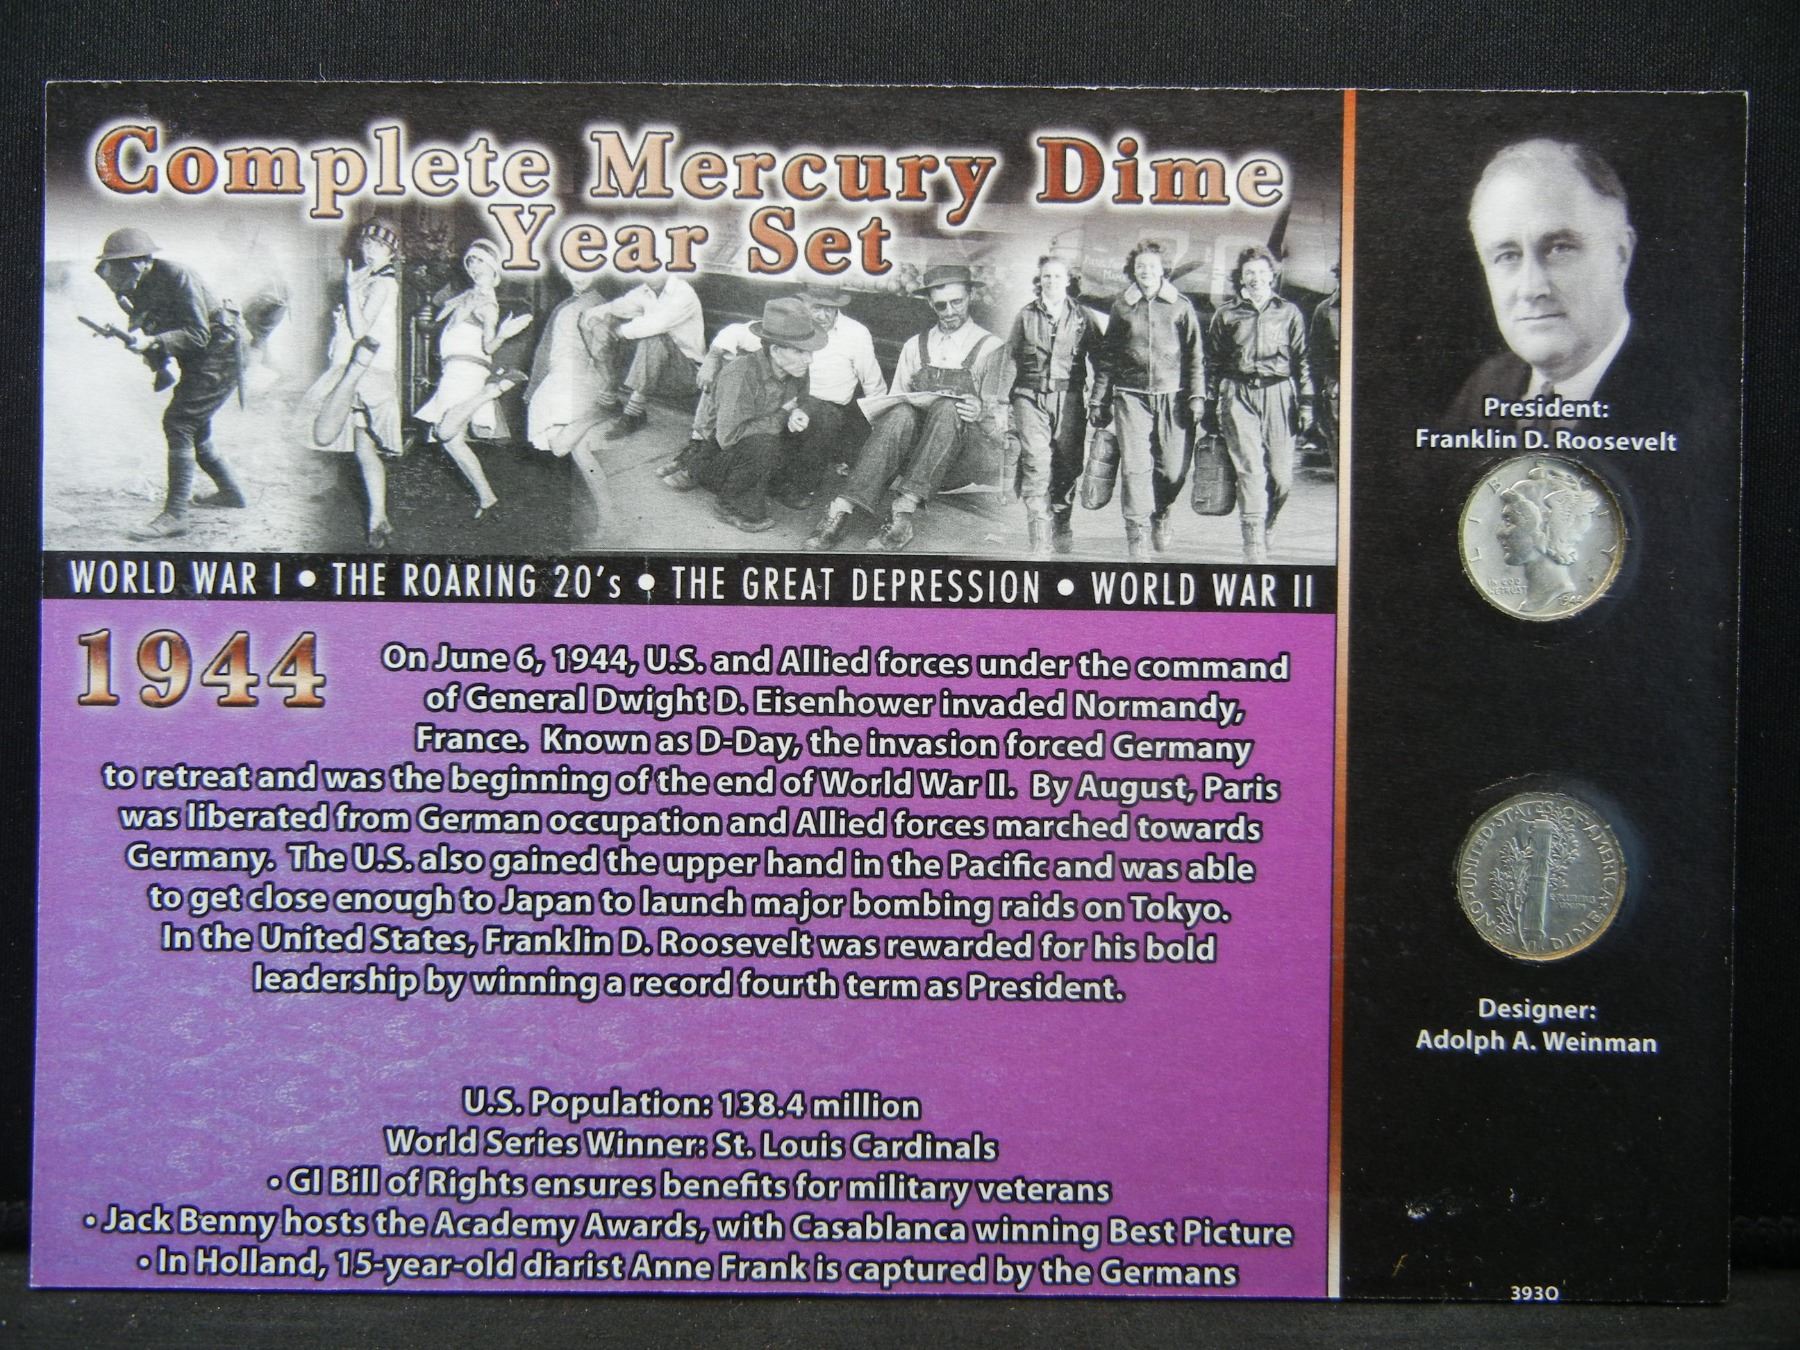 Complete Mercury Dime
Year Set
WORLD WAR I • THE ROARING 20's • THE GREAT DEPRESSION • WORLD WAR II
1944
On June 6, 1944, U.S. and Allied forces under the command
of General Dwight D. Eisenhower invaded Normandy,
France. Known as D-Day, the invasion forced Germany
to retreat and was the beginning of the end of World War II. By August, Paris
was liberated from German occupation and Allied forces marched towards
Germany. The U.S. also gained the upper hand in the Pacific and was able
to get close enough to Japan to launch major bombing raids on Tokyo.
In the United States, Franklin D. Roosevelt was rewarded for his bold
leadership by winning a record fourth term as President.
U.S. Population: 138.4 million
World Series Winner: St. Louis Cardinals
• GI Bill of Rights ensures benefits for military veterans
• Jack Benny hosts the Academy Awards, with Casablanca winning Best Picture
• In Holland, 15-year-old diarist Anne Frank is captured by the Germans
President:
Franklin D. Roosevelt
LIBERTY
IN GOD
WE TRUST
1944
UNITED STATES OF AMERICA
E PLURIBUS
UNUM
ONE DIME
Designer:
Adolph A. Weinman
393O